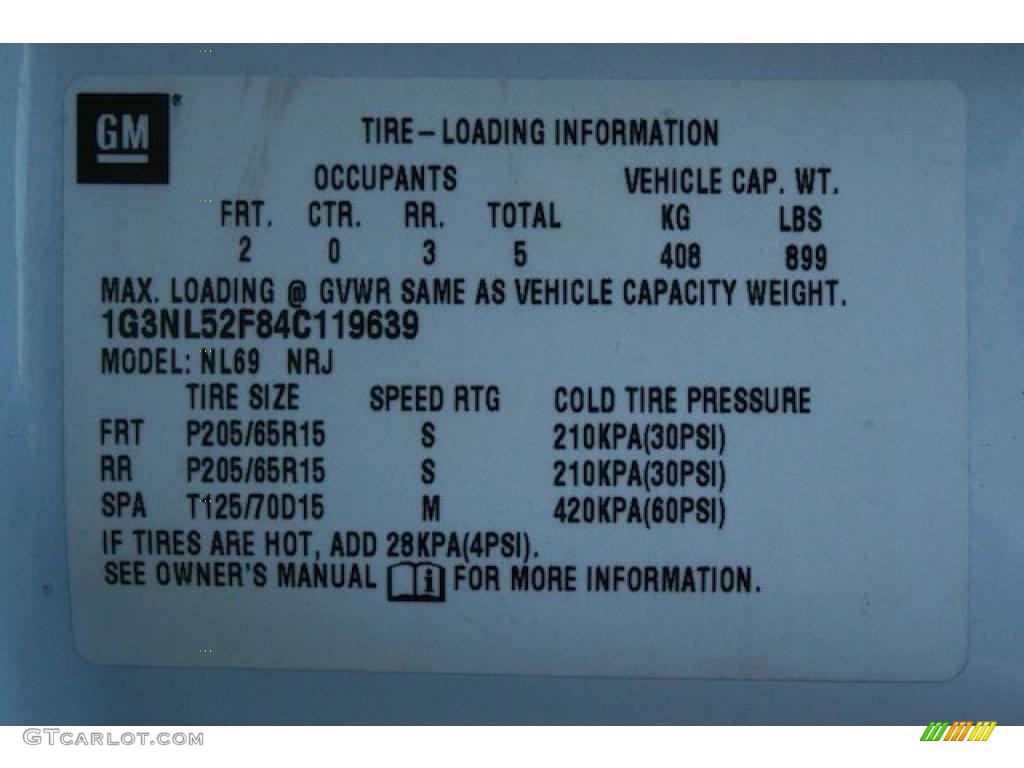 GM®
TIRE-LOADING INFORMATION
OCCUPANTS VEHICLE CAP. WT.
FRT. CTR. RR. TOTAL KG LBS
2 0 3 5 408 899
MAX. LOADING @ GVWR SAME AS VEHICLE CAPACITY WEIGHT.
1G3NL52F84C119639
MODEL: NL69 NRJ
TIRE SIZE SPEED RTG COLD TIRE PRESSURE
FRT P205/65R15 S 210KPA(30PSI)
RR P205/65R15 S 210KPA(30PSI)
SPA T125/70D15 M 420KPA(60PSI)
IF TIRES ARE HOT, ADD 28KPA(4PSI).
SEE OWNER'S MANUAL i FOR MORE INFORMATION.
GTCARLOT.COM